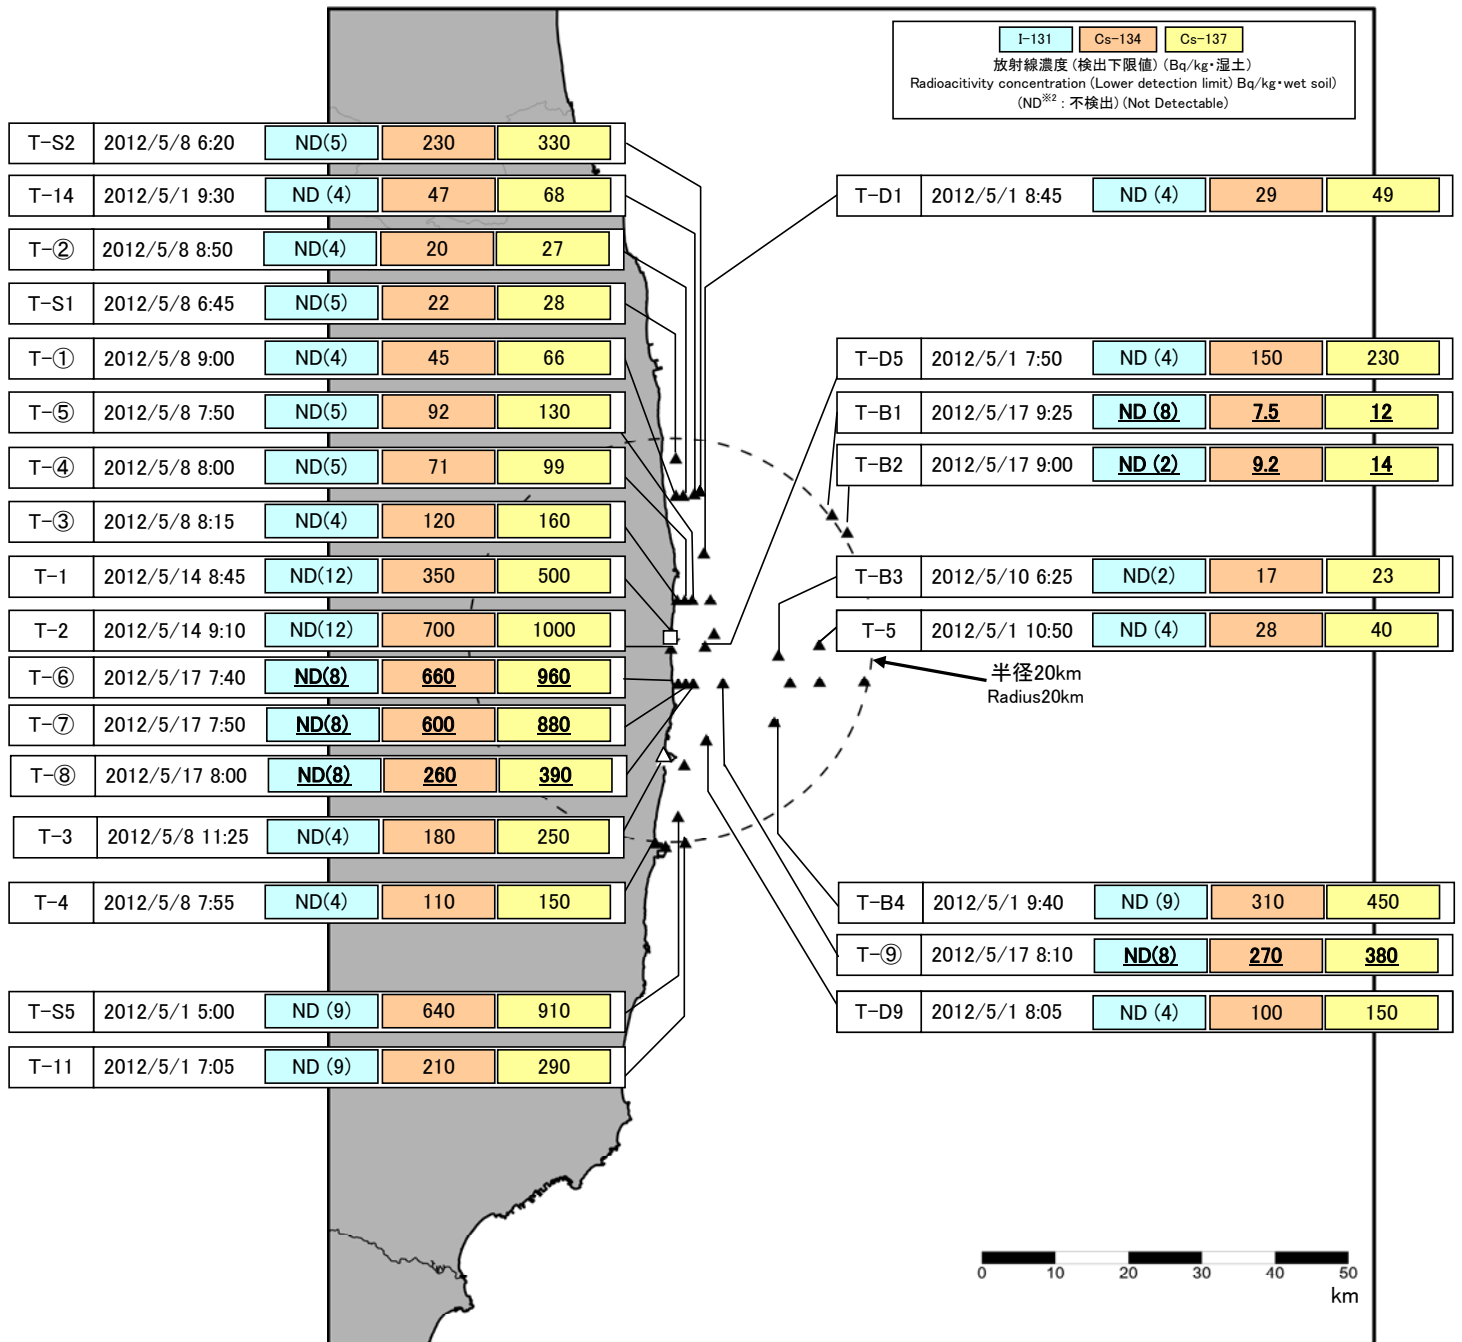 I-131 Cs-134 Cs-137
放射線濃度(検出下限値)(Bq/kg・湿土)
Radioacitivity concentration(Lower detection limit) Bq/kg・wet soil)
(ND※2 : 不検出)(Not Detectable)
T-S2 2012/5/8 6:20 ND(5) 230 330
T-14 2012/5/1 9:30 ND (4) 47 68
T-② 2012/5/8 8:50 ND(4) 20 27
T-S1 2012/5/8 6:45 ND(5) 22 28
T-① 2012/5/8 9:00 ND(4) 45 66
T-⑤ 2012/5/8 7:50 ND(5) 92 130
T-④ 2012/5/8 8:00 ND(5) 71 99
T-③ 2012/5/8 8:15 ND(4) 120 160
T-1 2012/5/14 8:45 ND(12) 350 500
T-2 2012/5/14 9:10 ND(12) 700 1000
T-⑥ 2012/5/17 7:40 ND(8) 660 960
T-⑦ 2012/5/17 7:50 ND(8) 600 880
T-⑧ 2012/5/17 8:00 ND(8) 260 390
T-3 2012/5/8 11:25 ND(4) 180 250
T-4 2012/5/8 7:55 ND(4) 110 150
T-S5 2012/5/1 5:00 ND (9) 640 910
T-11 2012/5/1 7:05 ND (9) 210 290
T-D1 2012/5/1 8:45 ND (4) 29 49
T-D5 2012/5/1 7:50 ND (4) 150 230
T-B1 2012/5/17 9:25 ND (8) 7.5 12
T-B2 2012/5/17 9:00 ND (2) 9.2 14
T-B3 2012/5/10 6:25 ND(2) 17 23
T-5 2012/5/1 10:50 ND (4) 28 40
半径20km
Radius20km
T-B4 2012/5/1 9:40 ND (9) 310 450
T-⑨ 2012/5/17 8:10 ND(8) 270 380
T-D9 2012/5/1 8:05 ND (4) 100 150
0 10 20 30 40 50
km